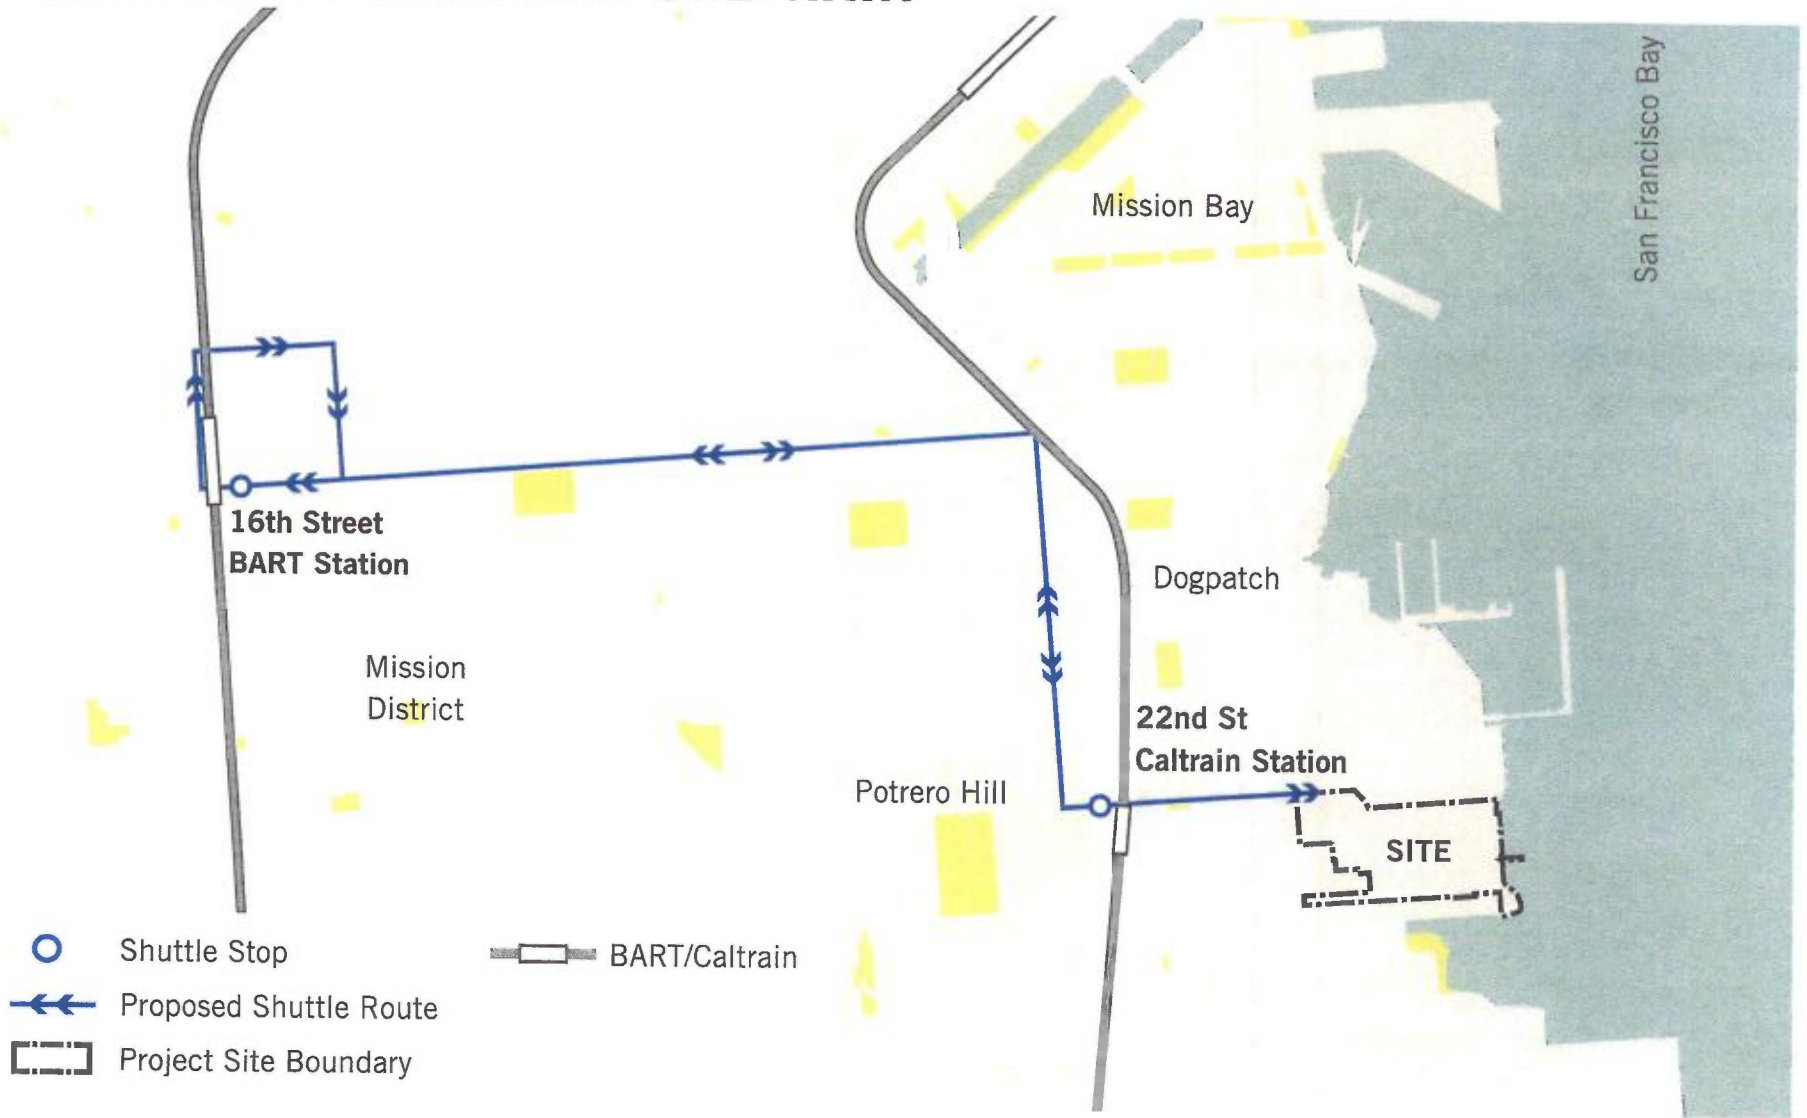 San Francisco Bay
Mission Bay
16th Street
BART Station
Dogpatch
Mission
District
22nd St
Caltrain Station
Potrero Hill
SITE
Shuttle Stop
BART/Caltrain
Proposed Shuttle Route
Project Site Boundary